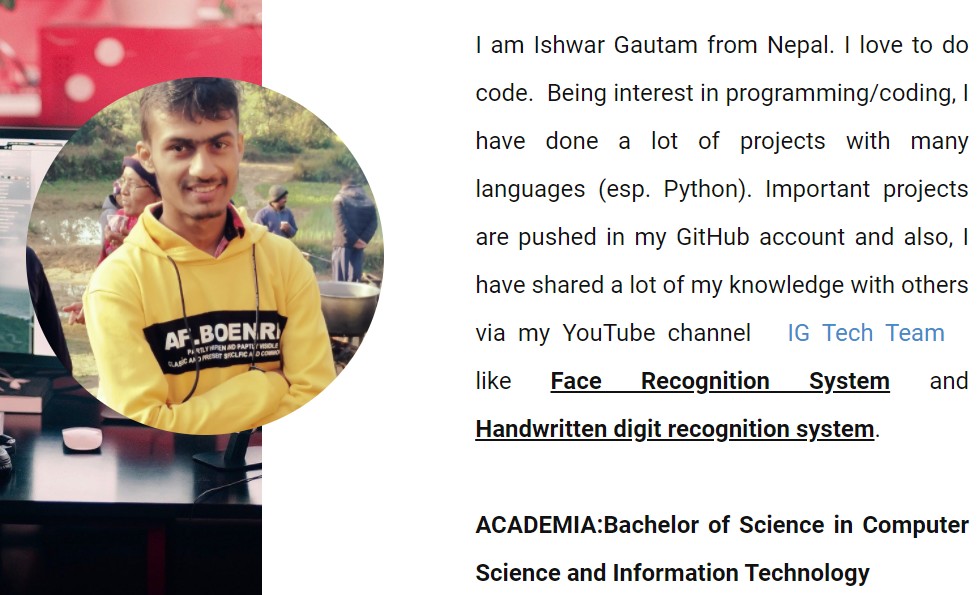 I am Ishwar Gautam from Nepal. I love to do
code. Being interest in programming/coding, I
have done a lot of projects with many
languages (esp. Python). Important projects
are pushed in my GitHub account and also, I
have shared a lot of my knowledge with others
via my YouTube channel IG Tech Team
like Face Recognition System and
Handwritten digit recognition system.
ACADEMIA:Bachelor of Science in Computer
Science and Information Technology